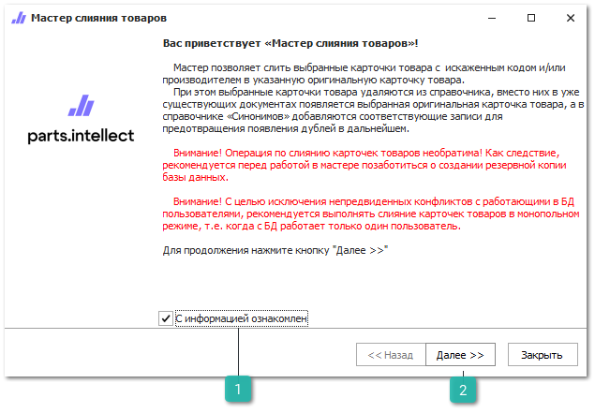 Мастер слияния товаров
Вас приветствует «Мастер слияния товаров»!
Мастер позволяет слить выбранные карточки товара с искаженным кодом и/или
производителем в указанную оригинальную карточку товара.
При этом выбранные карточки товара удаляются из справочника, вместо них в уже
существующих документах появляется выбранная оригинальная карточка товара, а в
справочнике «Синонимов» добавляются соответствующие записи для
предотвращения появления дублей в дальнейшем.
parts.intellect
Внимание! Операция по слиянию карточек товаров необратима! Как следствие,
рекомендуется перед работой в мастере позаботиться о создании резервной копии
базы данных.
Внимание! С целью исключения непредвиденных конфликтов с работающими в БД
пользователями, рекомендуется выполнять слияние карточек товаров в монопольном
режиме, т.е. когда с БД работает только один пользователь.
Для продолжения нажмите кнопку "Далее >>"
С информацией ознакомлен
<< Назад Далее >> Закрыть
1 2